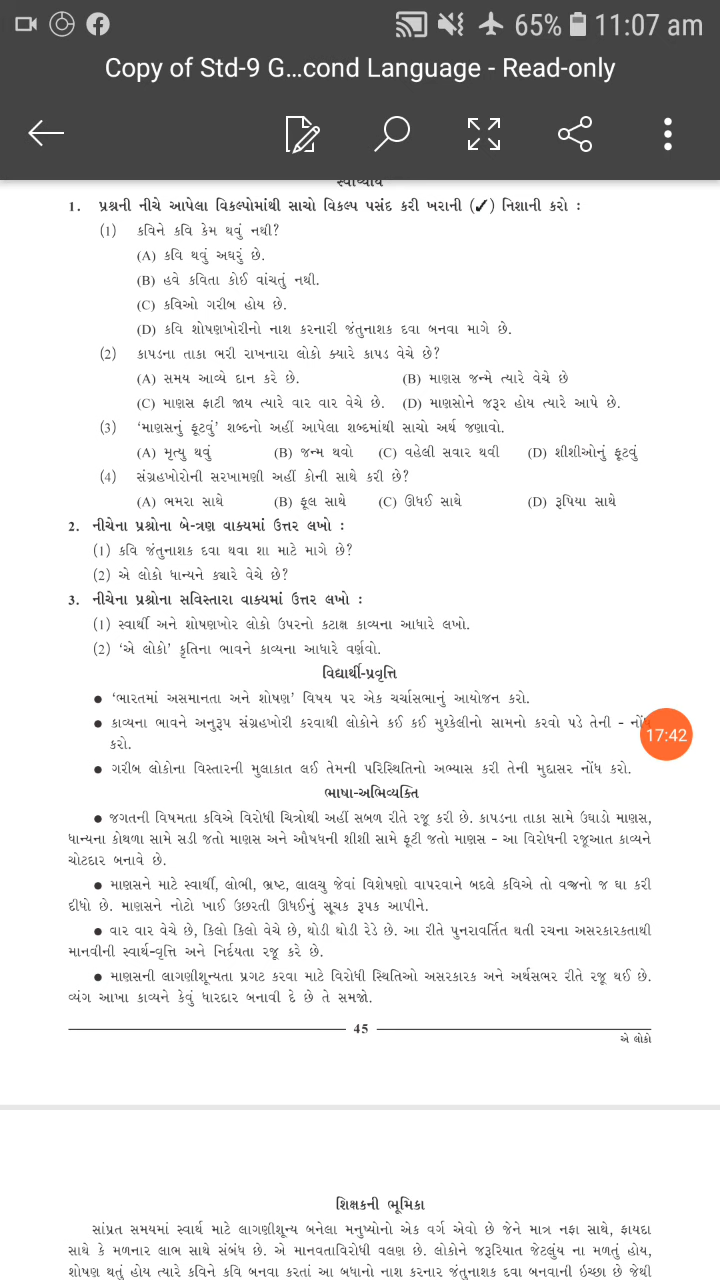 65% 11:07 am
Copy of Std-9 G...cond Language - Read-only
સ્વાધ્યાય
1. પ્રશ્નની નીચે આપેલા વિકલ્પોમાંથી સાચો વિકલ્પ પસંદ કરી ખરાની (✓) નિશાની કરો :
(1) કવિને કવિ કેમ થવું નથી?
(A) કવિ થવું અઘરું છે.
(B) હવે કવિતા કોઈ વાંચતું નથી.
(C) કવિઓ ગરીબ હોય છે.
(D) કવિ શોષણખોરીનો નાશ કરનારી જંતુનાશક દવા બનવા માગે છે.
(2) કાપડના તાકા ભરી રાખનારા લોકો ક્યારે કાપડ વેચે છે?
(A) સમય આવ્યે દાન કરે છે. (B) માણસ જન્મે ત્યારે વેચે છે
(C) માણસ ફાટી જાય ત્યારે વાર વાર વેચે છે. (D) માણસોને જરૂર હોય ત્યારે આપે છે.
(3) ‘માણસનું ફૂટવું’ શબ્દનો અહીં આપેલા શબ્દમાંથી સાચો અર્થ જણાવો.
(A) મૃત્યુ થવું (B) જન્મ થવો (C) વહેલી સવાર થવી (D) શીશીઓનું ફૂટવું
(4) સંગ્રહખોરોની સરખામણી અહીં કોની સાથે કરી છે?
(A) ભમરા સાથે (B) ફૂલ સાથે (C) ઊધઈ સાથે (D) રૂપિયા સાથે
2. નીચેના પ્રશ્નોના બે-ત્રણ વાક્યમાં ઉત્તર લખો :
(1) કવિ જંતુનાશક દવા થવા શા માટે માગે છે?
(2) એ લોકો ધાન્યને ક્યારે વેચે છે?
3. નીચેના પ્રશ્નોના સવિસ્તારા વાક્યમાં ઉત્તર લખો :
(1) સ્વાર્થી અને શોષણખોર લોકો ઉપરનો કટાક્ષ કાવ્યના આધારે લખો.
(2) ‘એ લોકો’ કૃતિના ભાવને કાવ્યના આધારે વર્ણવો.
વિદ્યાર્થી-પ્રવૃત્તિ
● ‘ભારતમાં અસમાનતા અને શોષણ’ વિષય પર એક ચર્ચાસભાનું આયોજન કરો.
● કાવ્યના ભાવને અનુરૂપ સંગ્રહખોરી કરવાથી લોકોને કઈ કઈ મુશ્કેલીનો સામનો કરવો પડે તેની - નોંધ
કરો.
17:42
● ગરીબ લોકોના વિસ્તારની મુલાકાત લઈ તેમની પરિસ્થિતિનો અભ્યાસ કરી તેની મુદ્દાસર નોંધ કરો.
ભાષા-અભિવ્યક્તિ
● જગતની વિષમતા કવિએ વિરોધી ચિત્રોથી અહીં સબળ રીતે રજૂ કરી છે. કાપડના તાકા સામે ઉઘાડો માણસ,
ધાન્યના કોથળા સામે સડી જતો માણસ અને ઔષધની શીશી સામે ફૂટી જતો માણસ - આ વિરોધની રજૂઆત કાવ્યને
ચોટદાર બનાવે છે.
● માણસને માટે સ્વાર્થી, લોભી, ભ્રષ્ટ, લાલચુ જેવાં વિશેષણો વાપરવાને બદલે કવિએ તો વજ્રનો જ ઘા કરી
દીધો છે. માણસને નોટો ખાઈ ઉછરતી ઊધઈનું સૂચક રૂપક આપીને.
● વાર વાર વેચે છે, કિલો કિલો વેચે છે, થોડી થોડી રેડે છે. આ રીતે પુનરાવર્તિત થતી રચના અસરકારકતાથી
માનવીની સ્વાર્થ-વૃત્તિ અને નિર્દયતા રજૂ કરે છે.
● માણસની લાગણીશૂન્યતા પ્રગટ કરવા માટે વિરોધી સ્થિતિઓ અસરકારક અને અર્થસભર રીતે રજૂ થઈ છે.
વ્યંગ આખા કાવ્યને કેવું ધારદાર બનાવી દે છે તે સમજો.
45
એ લોકો
શિક્ષકની ભૂમિકા
સાંપ્રત સમયમાં સ્વાર્થ માટે લાગણીશૂન્ય બનેલા મનુષ્યોનો એક વર્ગ એવો છે જેને માત્ર નફા સાથે, ફાયદા
સાથે કે મળનાર લાભ સાથે સંબંધ છે. એ માનવતાવિરોધી વલણ છે. લોકોને જરૂરિયાત જેટલુંય ના મળતું હોય,
શોષણ થતું હોય ત્યારે કવિને કવિ બનવા કરતાં આ બધાનો નાશ કરનાર જંતુનાશક દવા બનવાની ઇચ્છા છે જેથી